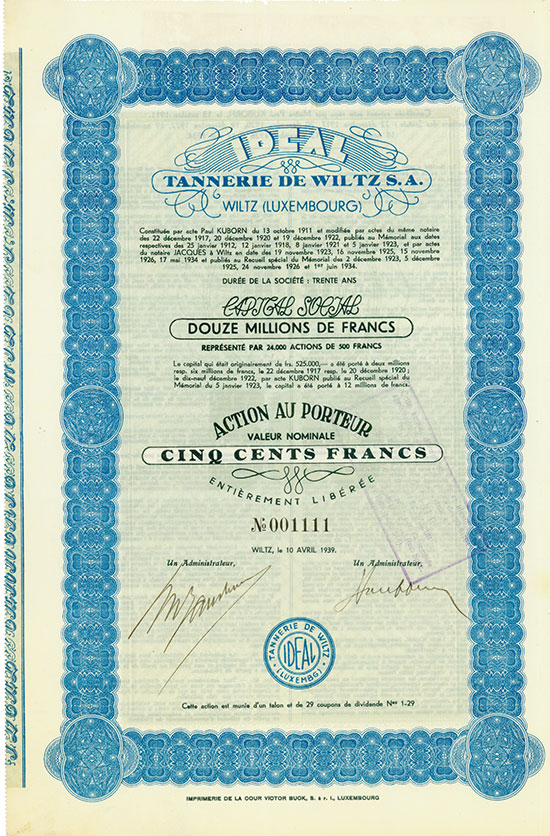 IDEAL
TANNERIE DE WILTZ S.A.
WILTZ (LUXEMBOURG)
Constituée par acte Paul KUBORN du 13 octobre 1911 et modifiée par actes du même notaire
des 22 décembre 1917, 20 décembre 1920 et 19 décembre 1922, publiés au Mémorial aux dates
respectives des 25 janvier 1912, 12 janvier 1918, 8 janvier 1921 et 5 janvier 1923, et par actes
du notaire JACQUES à Wiltz en date des 19 novembre 1923, 16 novembre 1925, 15 novembre
1926, 17 mai 1934 et publiés au Recueil spécial du Mémorial des 2 décembre 1923, 5 décembre
1925, 24 novembre 1926 et 1er juin 1934.
DURÉE DE LA SOCIÉTÉ : TRENTE ANS
CAPITAL SOCIAL
DOUZE MILLIONS DE FRANCS
REPRÉSENTÉ PAR 24.000 ACTIONS DE 500 FRANCS
Le capital qui était originairement de frs. 525.000,— a été porté à deux millions
resp. six millions de francs, le 22 décembre 1917 resp. le 20 décembre 1920 ;
le dix-neuf décembre 1922, par acte KUBORN publié au Recueil spécial du
Mémorial du 5 janvier 1923, le capital a été porté à 12 millions de francs.
ACTION AU PORTEUR
VALEUR NOMINALE
CINQ CENTS FRANCS
ENTIÈREMENT LIBÉRÉE
№ 001111
WILTZ, le 10 AVRIL 1939.
Un Administrateur, Un Administrateur,
TANNERIE DE WILTZ
IDEAL
(LUXEMBG)
Cette action est munie d'un talon et de 29 coupons de dividende Nos 1-29
IMPRIMERIE DE LA COUR VICTOR BUCK, S. à r. l., LUXEMBOURG